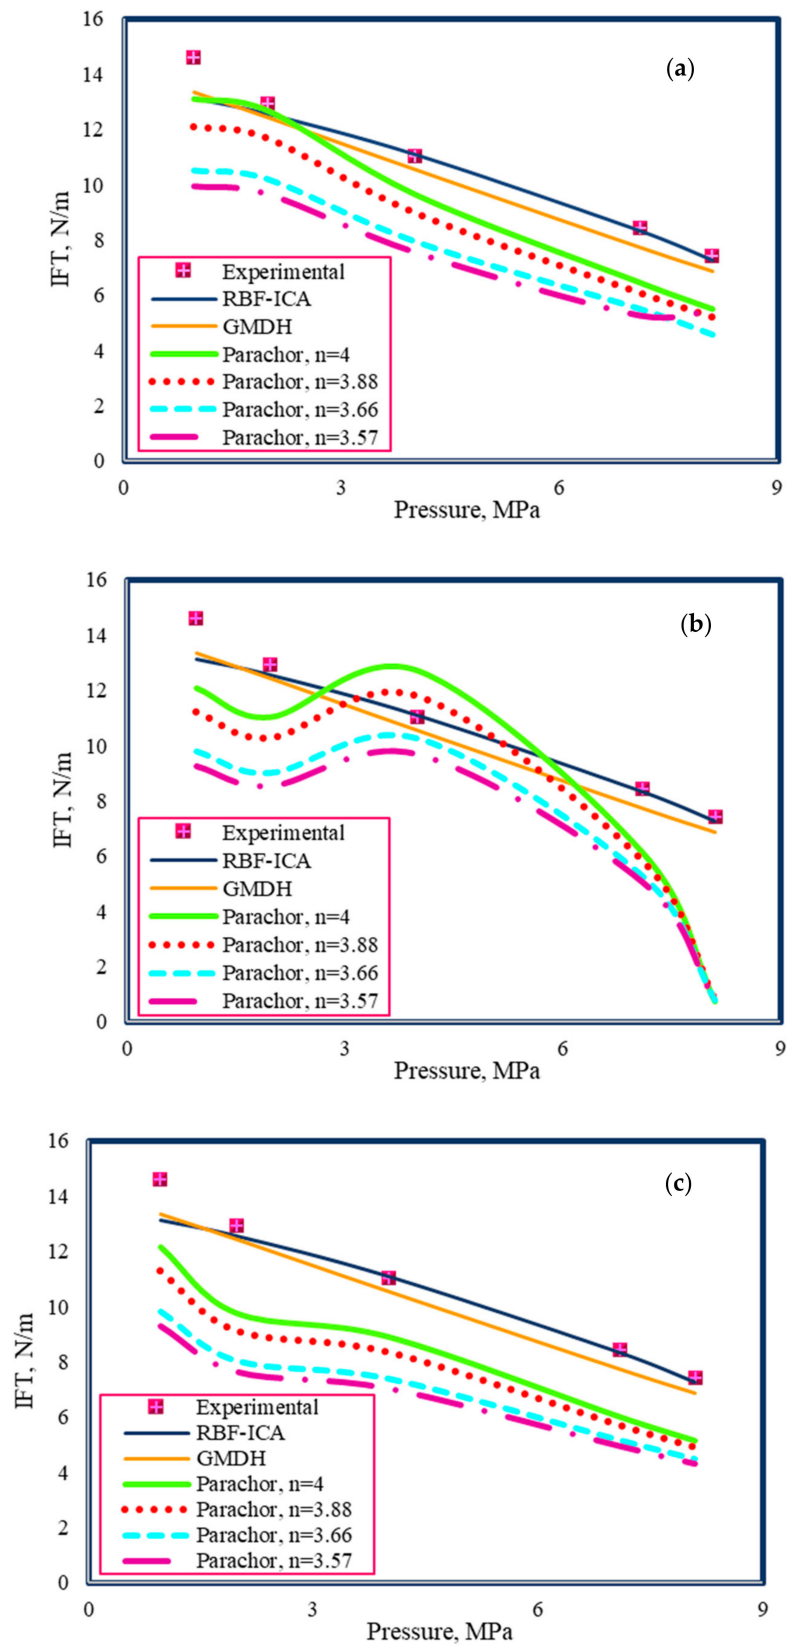 16
(a)
14
12
10
8
6
4
2
0
IFT, N/m
Experimental
RBF-ICA
GMDH
Parachor, n=4
Parachor, n=3.88
Parachor, n=3.66
Parachor, n=3.57
0 3 6 9
Pressure, MPa
16
(b)
14
12
10
8
6
4
2
0
IFT, N/m
Experimental
RBF-ICA
GMDH
Parachor, n=4
Parachor, n=3.88
Parachor, n=3.66
Parachor, n=3.57
0 3 6 9
Pressure, MPa
16
(c)
14
12
10
8
6
4
2
0
IFT, N/m
Experimental
RBF-ICA
GMDH
Parachor, n=4
Parachor, n=3.88
Parachor, n=3.66
Parachor, n=3.57
0 3 6 9
Pressure, MPa